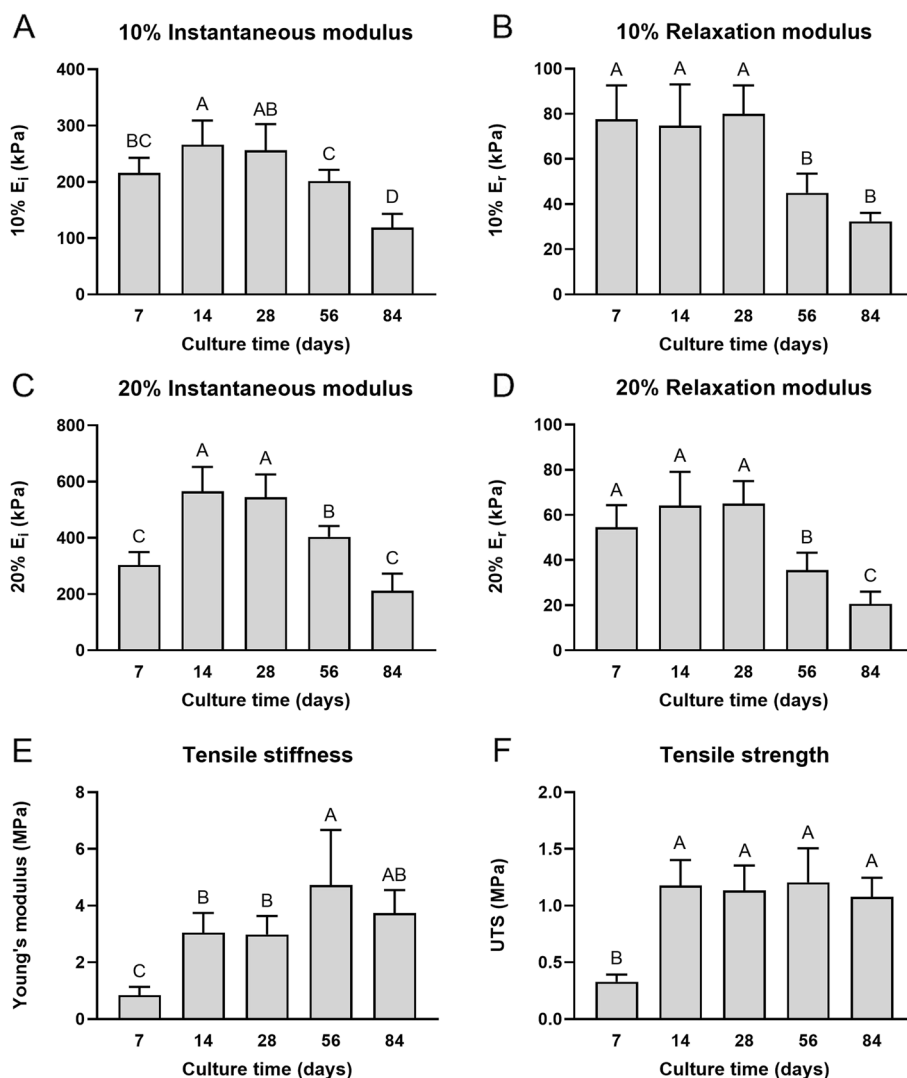 A 10% Instantaneous modulus
10% Ei (kPa)
400
300
200
100
0
BC
A
AB
C
D
7 14 28 56 84
Culture time (days)
B 10% Relaxation modulus
10% Er (kPa)
100
80
60
40
20
0
A
A
A
B
B
7 14 28 56 84
Culture time (days)
C 20% Instantaneous modulus
20% Ei (kPa)
800
600
400
200
0
C
A
A
B
C
7 14 28 56 84
Culture time (days)
D 20% Relaxation modulus
20% Er (kPa)
100
80
60
40
20
0
A
A
A
B
C
7 14 28 56 84
Culture time (days)
E Tensile stiffness
Young's modulus (MPa)
8
6
4
2
0
C
B
B
A
AB
7 14 28 56 84
Culture time (days)
F Tensile strength
UTS (MPa)
2.0
1.5
1.0
0.5
0.0
B
A
A
A
A
7 14 28 56 84
Culture time (days)